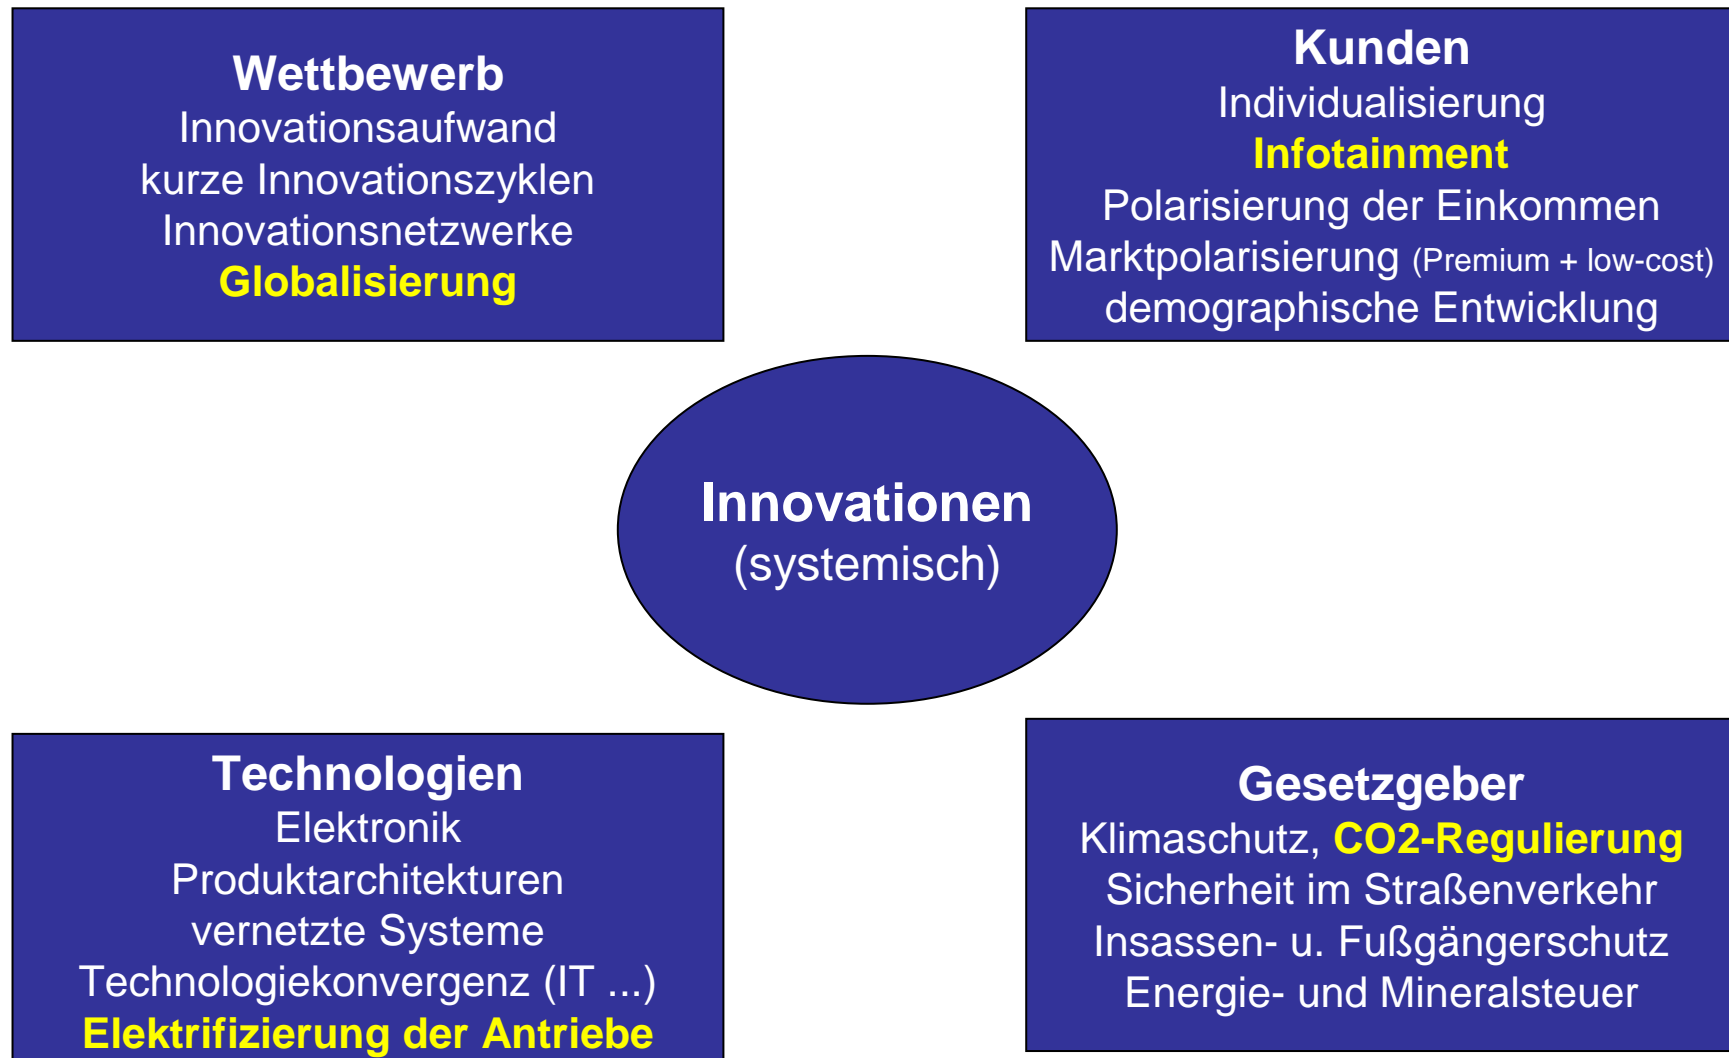 Wettbewerb
Innovationsaufwand
kurze Innovationszyklen
Innovationsnetzwerke
Globalisierung
Kunden
Individualisierung
Infotainment
Polarisierung der Einkommen
Marktpolarisierung (Premium + low-cost)
demographische Entwicklung
Innovationen
(systemisch)
Technologien
Elektronik
Produktarchitekturen
vernetzte Systeme
Technologiekonvergenz (IT ...)
Elektrifizierung der Antriebe
Gesetzgeber
Klimaschutz, CO2-Regulierung
Sicherheit im Straßenverkehr
Insassen- u. Fußgängerschutz
Energie- und Mineralsteuer